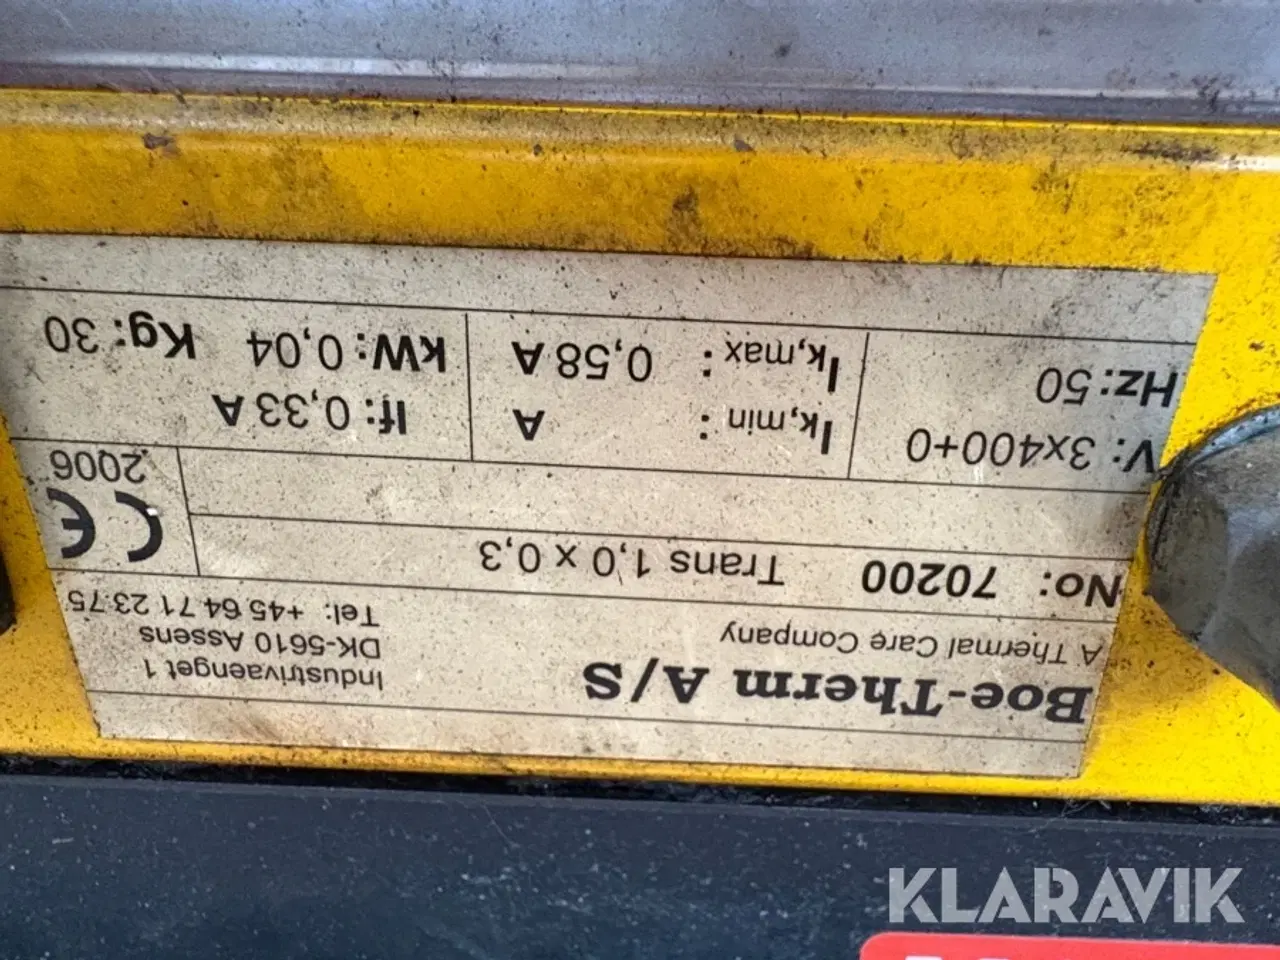 Boe-Therm A/S
A Thermal Care Company
Industrivaenget 1
DK-5610 Assens
Tel: +45 64 71 23 75
No: 70200 Trans 1,0 x 0,3
CE
2006
V: 3x400+0
Hz: 50
Ik,min : A
Ik,max : 0,58 A
If: 0,33 A
kW: 0,04 Kg: 30
KLARAVIK